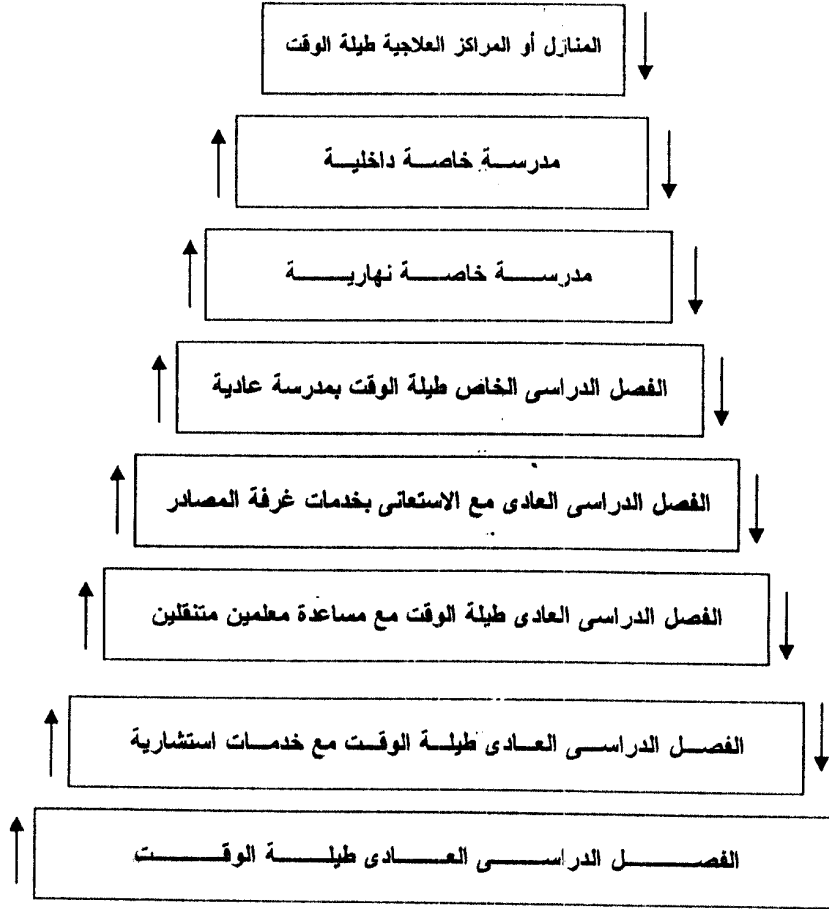 المنازل أو المراكز العلاجية طيلة الوقت
مدرسة خاصة داخلية
مدرسة خاصة نهارية
الفصل الدراسى الخاص طيلة الوقت بمدرسة عادية
الفصل الدراسى العادى مع الاستعانى بخدمات غرفة المصادر
الفصل الدراسى العادى طيلة الوقت مع مساعدة معلمين متنقلين
الفصل الدراسى العادى طيلة الوقت مع خدمات استشارية
الفصل الدراسى العادى طيلة الوقت